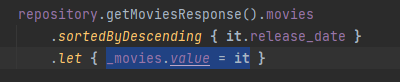 repository.getMoviesResponse().movies
.sortedByDescending { it.release_date }
.let { _movies.value = it }